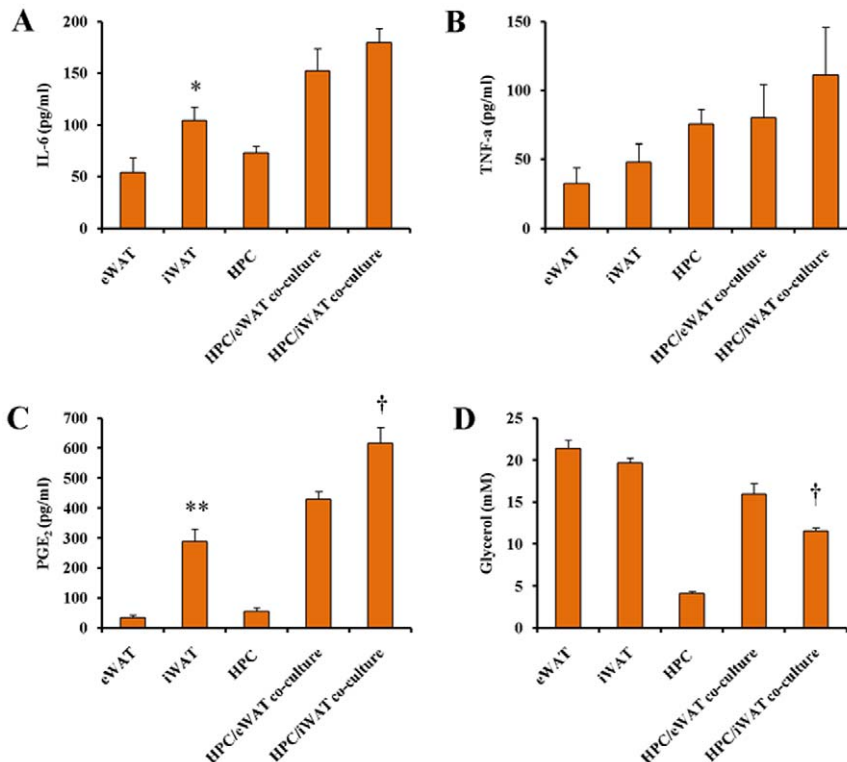 A
IL-6 (pg/ml)
200
150
100
50
0
*
eWAT
iWAT
HPC
HPC/eWAT co-culture
HPC/iWAT co-culture
B
TNF-a (pg/ml)
150
100
50
0
eWAT
iWAT
HPC
HPC/eWAT co-culture
HPC/iWAT co-culture
C
PGE₂ (pg/ml)
700
600
500
400
300
200
100
0
**
†
eWAT
iWAT
HPC
HPC/eWAT co-culture
HPC/iWAT co-culture
D
Glycerol (mM)
25
20
15
10
5
0
†
eWAT
iWAT
HPC
HPC/eWAT co-culture
HPC/iWAT co-culture